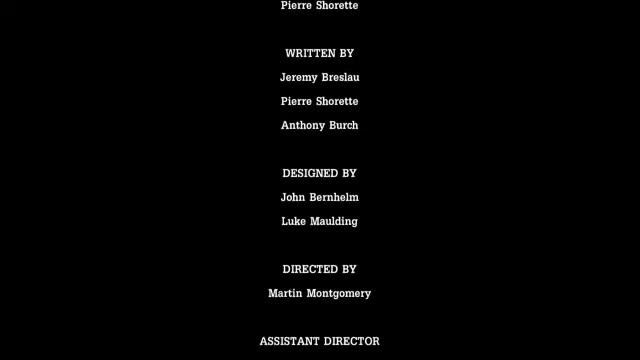 Pierre Shorette
WRITTEN BY
Jeremy Breslau
Pierre Shorette
Anthony Burch
DESIGNED BY
John Bernhelm
Luke Maulding
DIRECTED BY
Martin Montgomery
ASSISTANT DIRECTOR